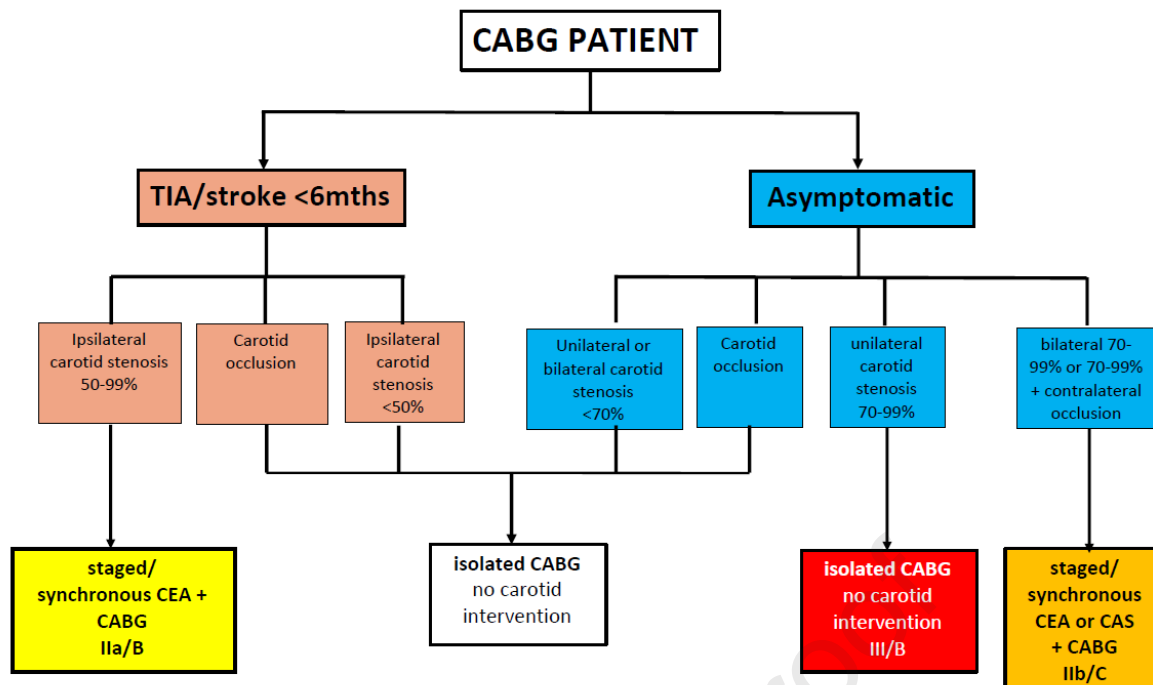 CABG PATIENT
TIA/stroke <6mths
Asymptomatic
Ipsilateral
carotid stenosis
50-99%
Carotid
occlusion
Ipsilateral
carotid
stenosis
<50%
Unilateral or
bilateral carotid
stenosis
<70%
Carotid
occlusion
unilateral
carotid
stenosis
70-99%
bilateral 70-
99% or 70-99%
+ contralateral
occlusion
staged/
synchronous CEA +
CABG
IIa/B
isolated CABG
no carotid
intervention
isolated CABG
no carotid
intervention
III/B
staged/
synchronous
CEA or CAS
+ CABG
IIb/C